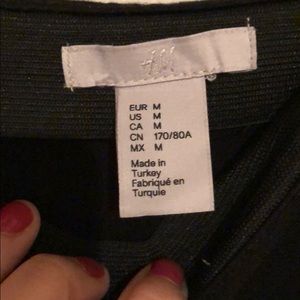 H&M
EUR M
US M
CA M
CN 170/80A
MX M
Made in
Turkey
Fabriqué en
Turquie